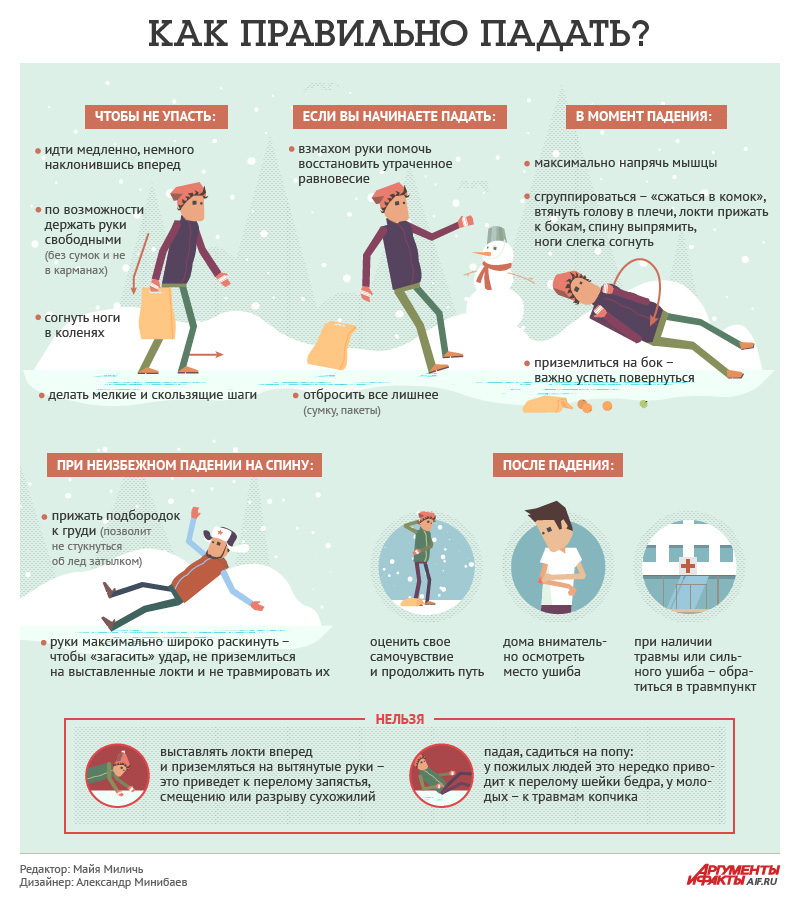 КАК ПРАВИЛЬНО ПАДАТЬ?
ЧТОБЫ НЕ УПАСТЬ:
идти медленно, немного
наклонившись вперед
по возможности
держать руки
свободными
(без сумок и не
в карманах)
согнуть ноги
в коленях
делать мелкие и скользящие шаги
ЕСЛИ ВЫ НАЧИНАЕТЕ ПАДАТЬ:
взмахом руки помочь
восстановить утраченное
равновесие
отбросить все лишнее
(сумку, пакеты)
В МОМЕНТ ПАДЕНИЯ:
максимально напрячь мышцы
сгруппироваться – «сжаться в комок»,
втянуть голову в плечи, локти прижать
к бокам, спину выпрямить,
ноги слегка согнуть
приземлиться на бок –
важно успеть повернуться
ПРИ НЕИЗБЕЖНОМ ПАДЕНИИ НА СПИНУ:
прижать подбородок
к груди (позволит
не стукнуться
об лед затылком)
руки максимально широко раскинуть –
чтобы «загасить» удар, не приземлиться
на выставленные локти и не травмировать их
ПОСЛЕ ПАДЕНИЯ:
оценить свое
самочувствие
и продолжить путь
дома вниматель-
но осмотреть
место ушиба
при наличии
травмы или силь-
ного ушиба – обра-
титься в травмпункт
НЕЛЬЗЯ
выставлять локти вперед
и приземляться на вытянутые руки –
это приведет к перелому запястья,
смещению или разрыву сухожилий
падая, садиться на попу:
у пожилых людей это нередко приво-
дит к перелому шейки бедра, у моло-
дых – к травмам копчика
Редактор: Майя Миличь
Дизайнер: Александр Минибаев
АРГУМЕНТЫ
И ФАКТЫ AIF.RU